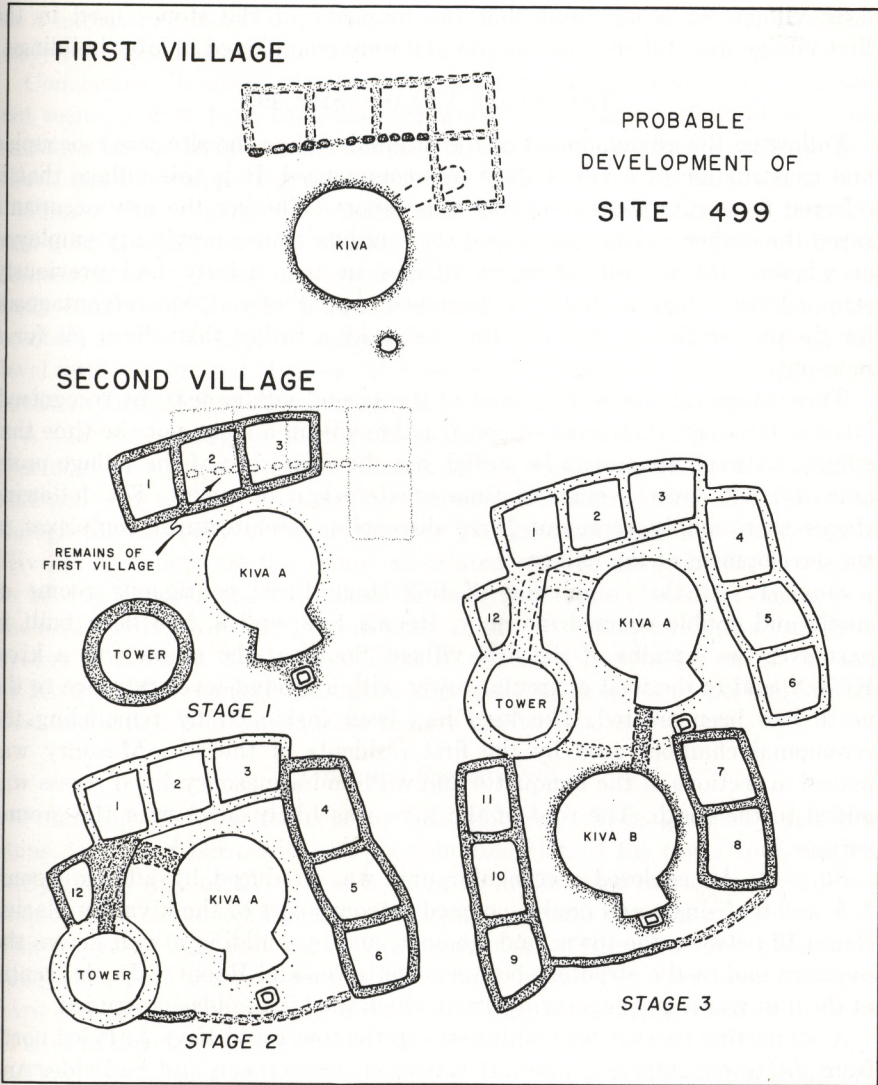 FIRST VILLAGE
PROBABLE
DEVELOPMENT OF
SITE 499
KIVA
SECOND VILLAGE
1
2
3
REMAINS OF
FIRST VILLAGE
KIVA A
TOWER
STAGE 1
1
2
3
4
5
6
12
KIVA A
TOWER
STAGE 2
1
2
3
4
5
6
12
KIVA A
TOWER
7
8
11
10
9
KIVA B
STAGE 3